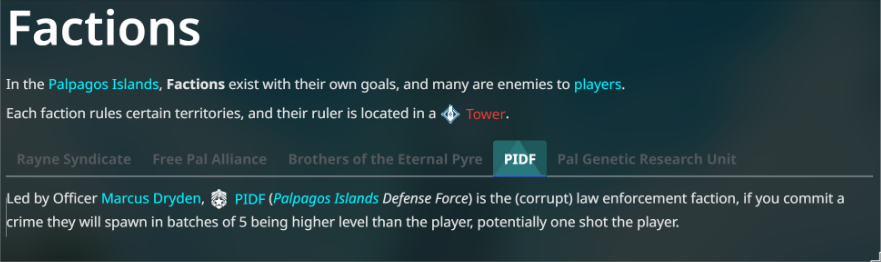 Factions
In the Palpagos Islands, Factions exist with their own goals, and many are enemies to players.
Each faction rules certain territories, and their ruler is located in a Tower.
Rayne Syndicate Free Pal Alliance Brothers of the Eternal Pyre PIDF Pal Genetic Research Unit
Led by Officer Marcus Dryden, PIDF (Palpagos Islands Defense Force) is the (corrupt) law enforcement faction, if you commit a
crime they will spawn in batches of 5 being higher level than the player, potentially one shot the player.